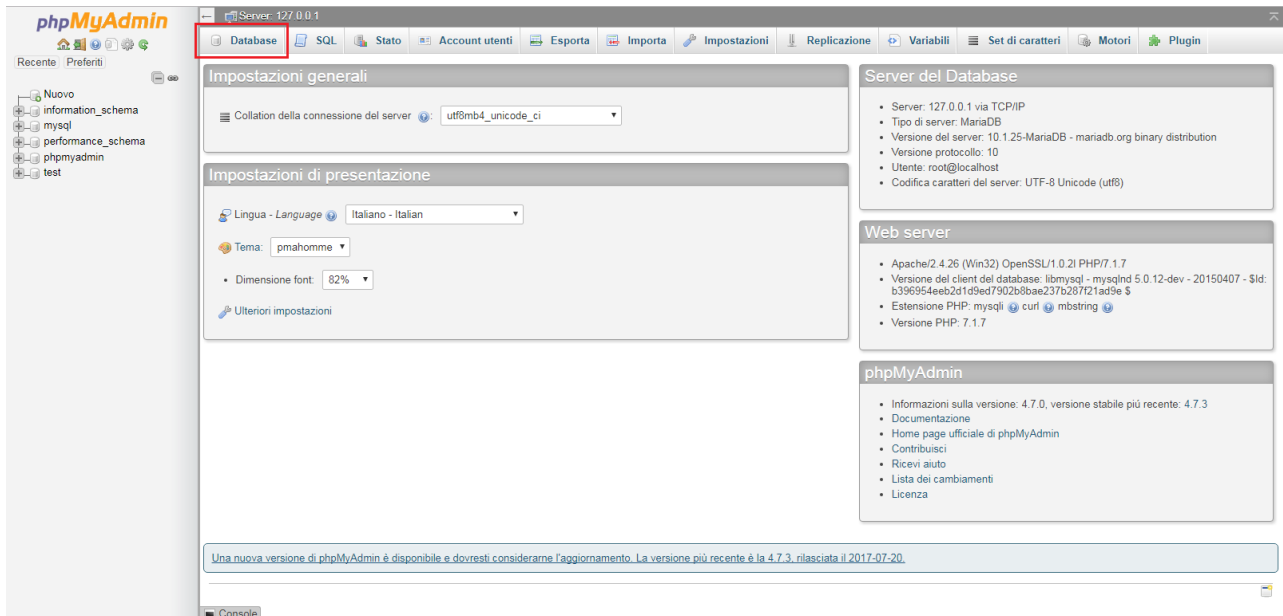 phpMyAdmin
Recente Preferiti
Nuovo
information_schema
mysql
performance_schema
phpmyadmin
test
Server: 127.0.0.1
Database SQL Stato Account utenti Esporta Importa Impostazioni Replicazione Variabili Set di caratteri Motori Plugin
Impostazioni generali
Collation della connessione del server : utf8mb4_unicode_ci
Impostazioni di presentazione
Lingua - Language Italiano - Italian
Tema: pmahomme
Dimensione font: 82%
Ulteriori impostazioni
Server del Database
Server: 127.0.0.1 via TCP/IP
Tipo di server: MariaDB
Versione del server: 10.1.25-MariaDB - mariadb.org binary distribution
Versione protocollo: 10
Utente: root@localhost
Codifica caratteri del server: UTF-8 Unicode (utf8)
Web server
Apache/2.4.26 (Win32) OpenSSL/1.0.2l PHP/7.1.7
Versione del client del database: libmysql - mysqlnd 5.0.12-dev - 20150407 - $Id:
b396954eeb2d1d9ed7902b8bae237b287f21ad9e $
Estensione PHP: mysqli curl mbstring
Versione PHP: 7.1.7
phpMyAdmin
Informazioni sulla versione: 4.7.0, versione stabile piú recente: 4.7.3
Documentazione
Home page ufficiale di phpMyAdmin
Contribuisci
Ricevi aiuto
Lista dei cambiamenti
Licenza
Una nuova versione di phpMyAdmin è disponibile e dovresti considerarne l'aggiornamento. La versione più recente è la 4.7.3, rilasciata il 2017-07-20.
Console